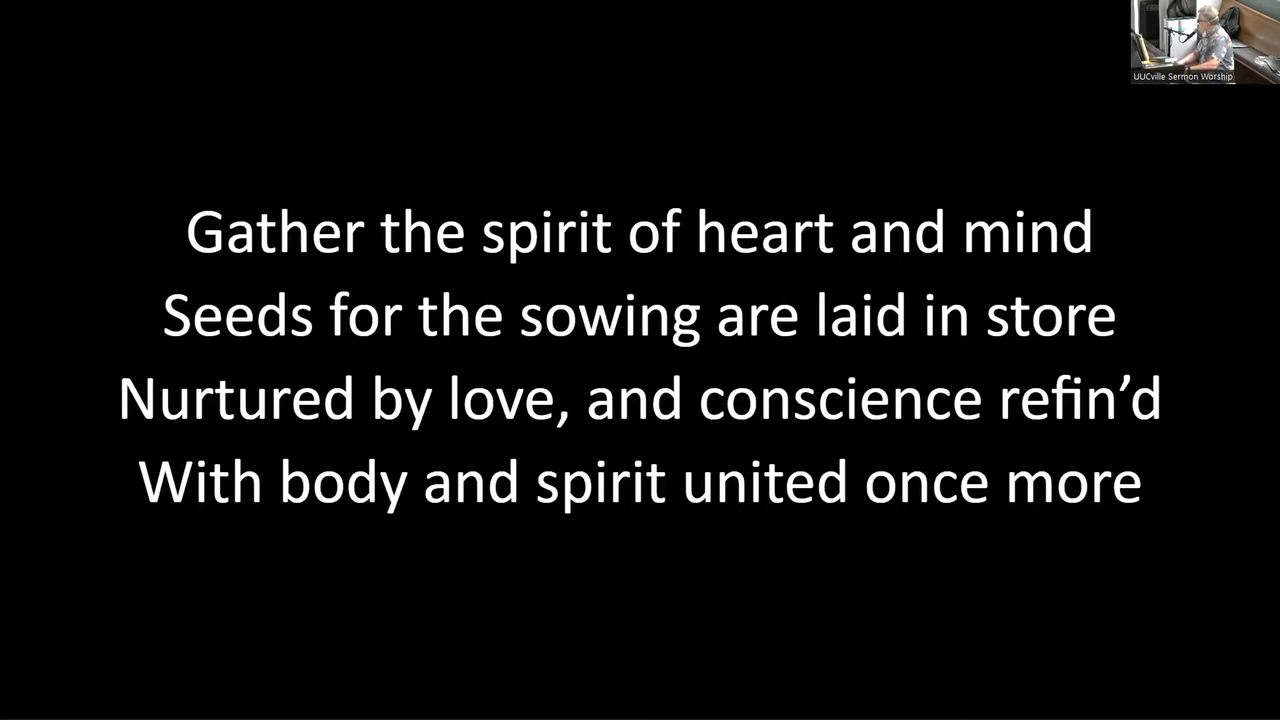 UUCville Sermon Worship
Gather the spirit of heart and mind
Seeds for the sowing are laid in store
Nurtured by love, and conscience refin’d
With body and spirit united once more